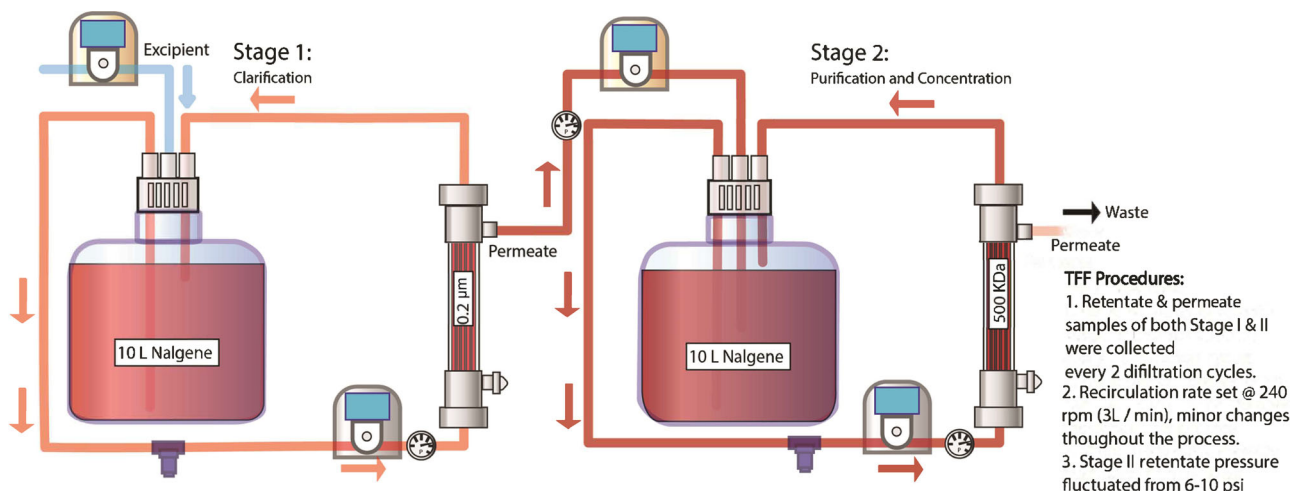 Excipient
Stage 1:
Clarification
10 L Nalgene
0.2 µm
P
Permeate
P
Stage 2:
Purification and Concentration
10 L Nalgene
500 KDa
P
Waste
Permeate
TFF Procedures:
1. Retentate & permeate
samples of both Stage I & II
were collected
every 2 difiltration cycles.
2. Recirculation rate set @ 240
rpm (3L / min), minor changes
thoughout the process.
3. Stage II retentate pressure
fluctuated from 6-10 psi